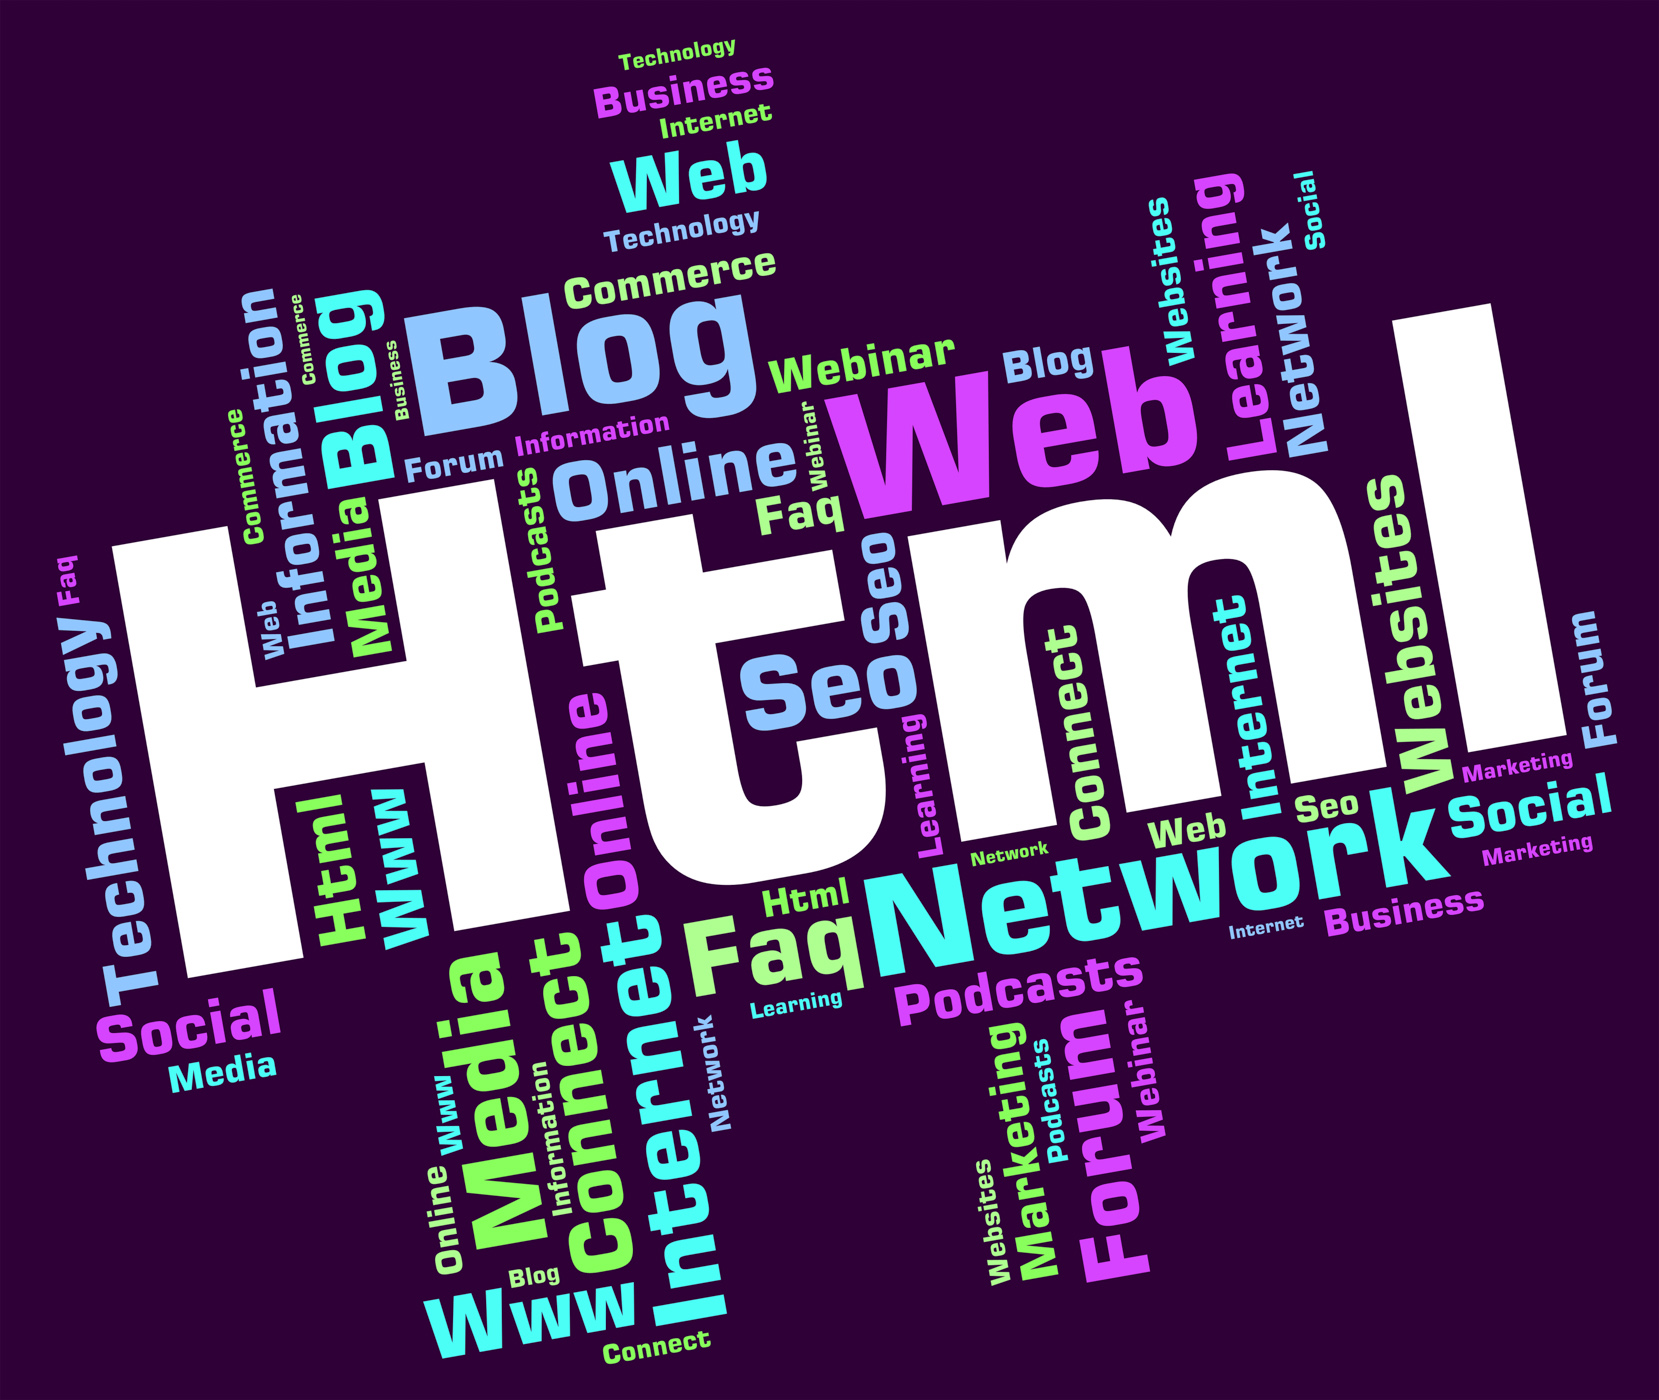 Technology
Business
Internet
Web
Technology
Commerce
Blog
Webinar
Blog
Websites
Learning
Network
Social
Information
Commerce
Blog
Business
Commerce
Forum
Information
Online
Webinar
Faq
Web
Podcasts
Media
Web
Faq
Technology
Html
Seo
Seo
Connect
Internet
Websites
Forum
Online
Learning
Html
Www
Network
Web
Seo
Marketing
Social
Marketing
Html
Network
Internet
Business
Faq
Learning
Podcasts
Social
Media
Media
Connect
Internet
Network
Www
Information
Online
Marketing
Podcasts
Forum
Webinar
Websites
Blog
Www
Connect